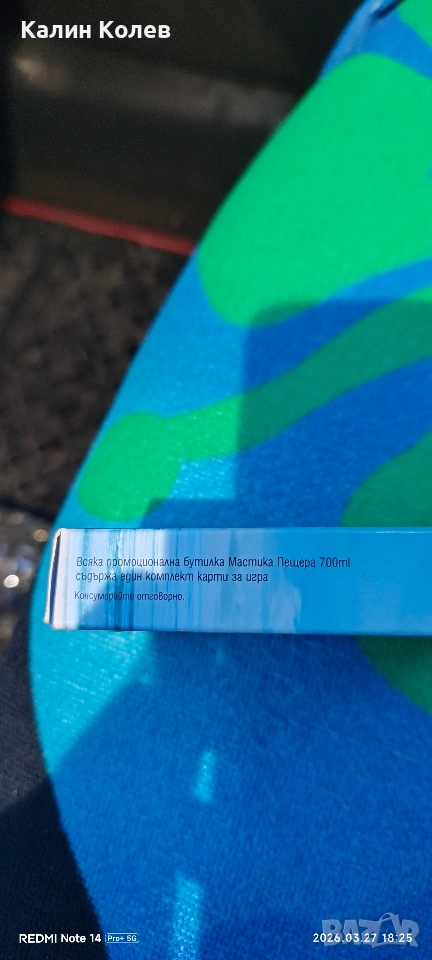 Калин Колев
Всяка промоционална бутилка Мастика Пещера 700ml
съдържа един комплект карти за игра
Консумирайте отговорно.
REDMI Note 14 Pro+ 5G
2026.03.27 18:25
BAZAR